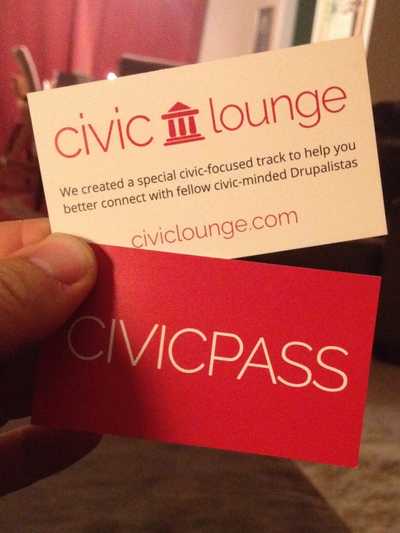 civic lounge
We created a special civic-focused track to help you
better connect with fellow civic-minded Drupalistas
civiclounge.com
CIVICPASS